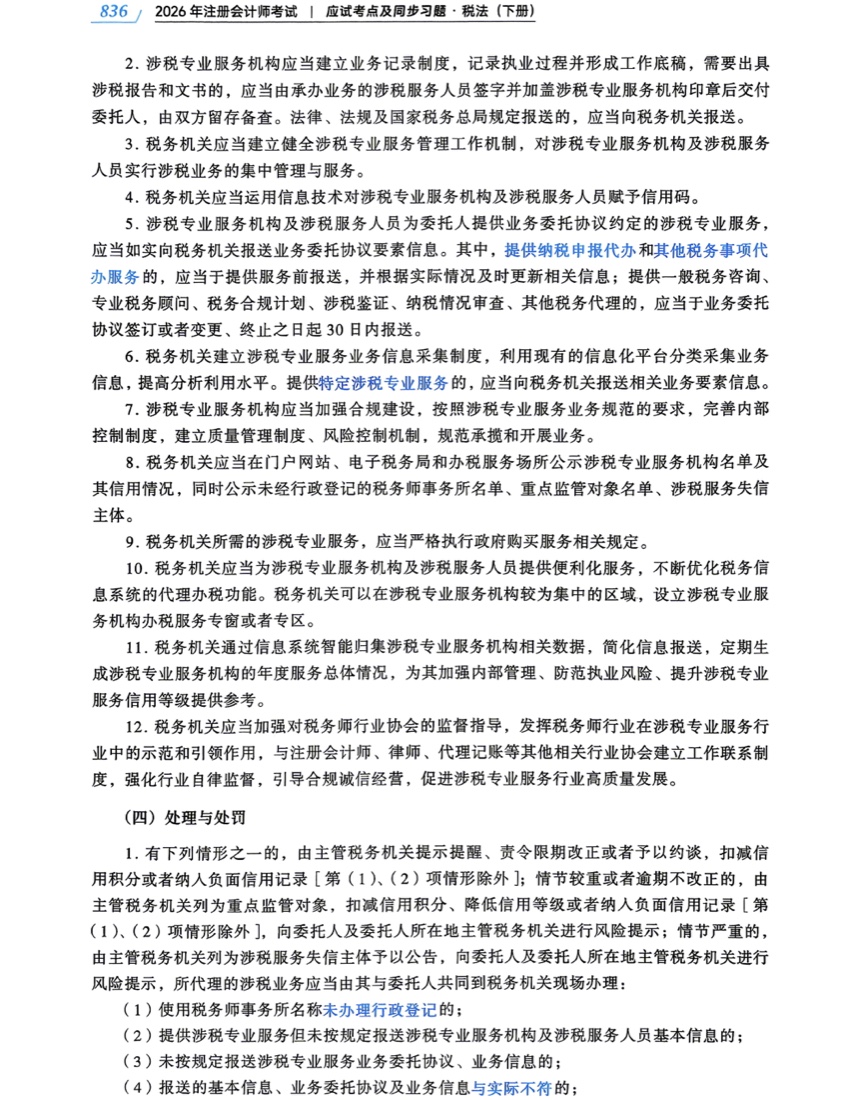 836 2026年注册会计师考试 | 应试考点及同步习题·税法（下册）
2. 涉税专业服务机构应当建立业务记录制度，记录执业过程并形成工作底稿，需要出具
涉税报告和文书的，应当由承办业务的涉税服务人员签字并加盖涉税专业服务机构印章后交付
委托人，由双方留存备查。法律、法规及国家税务总局规定报送的，应当向税务机关报送。
3. 税务机关应当建立健全涉税专业服务管理工作机制，对涉税专业服务机构及涉税服务
人员实行涉税业务的集中管理与服务。
4. 税务机关应当运用信息技术对涉税专业服务机构及涉税服务人员赋予信用码。
5. 涉税专业服务机构及涉税服务人员为委托人提供业务委托协议约定的涉税专业服务，
应当如实向税务机关报送业务委托协议要素信息。其中，提供纳税申报代办和其他税务事项代
办服务的，应当于提供服务前报送，并根据实际情况及时更新相关信息；提供一般税务咨询、
专业税务顾问、税务合规计划、涉税鉴证、纳税情况审查、其他税务代理的，应当于业务委托
协议签订或者变更、终止之日起30日内报送。
6. 税务机关建立涉税专业服务业务信息采集制度，利用现有的信息化平台分类采集业务
信息，提高分析利用水平。提供特定涉税专业服务的，应当向税务机关报送相关业务要素信息。
7. 涉税专业服务机构应当加强合规建设，按照涉税专业服务业务规范的要求，完善内部
控制制度，建立质量管理制度、风险控制机制，规范承揽和开展业务。
8. 税务机关应当在门户网站、电子税务局和办税服务场所公示涉税专业服务机构名单及
其信用情况，同时公示未经行政登记的税务师事务所名单、重点监管对象名单、涉税服务失信
主体。
9. 税务机关所需的涉税专业服务，应当严格执行政府购买服务相关规定。
10. 税务机关应当为涉税专业服务机构及涉税服务人员提供便利化服务，不断优化税务信
息系统的代理办税功能。税务机关可以在涉税专业服务机构较为集中的区域，设立涉税专业服
务机构办税服务专窗或者专区。
11. 税务机关通过信息系统智能归集涉税专业服务机构相关数据，简化信息报送，定期生
成涉税专业服务机构的年度服务总体情况，为其加强内部管理、防范执业风险、提升涉税专业
服务信用等级提供参考。
12. 税务机关应当加强对税务师行业协会的监督指导，发挥税务师行业在涉税专业服务行
业中的示范和引领作用，与注册会计师、律师、代理记账等其他相关行业协会建立工作联系制
度，强化行业自律监督，引导合规诚信经营，促进涉税专业服务行业高质量发展。
（四）处理与处罚
1. 有下列情形之一的，由主管税务机关提示提醒、责令限期改正或者予以约谈，扣减信
用积分或者纳入负面信用记录［第（1）、（2）项情形除外］；情节较重或者逾期不改正的，由
主管税务机关列为重点监管对象，扣减信用积分、降低信用等级或者纳入负面信用记录［第
（1）、（2）项情形除外］，向委托人及委托人所在地主管税务机关进行风险提示；情节严重的，
由主管税务机关列为涉税服务失信主体予以公告，向委托人及委托人所在地主管税务机关进行
风险提示，所代理的涉税业务应当由其与委托人共同到税务机关现场办理：
（1）使用税务师事务所名称未办理行政登记的；
（2）提供涉税专业服务但未按规定报送涉税专业服务机构及涉税服务人员基本信息的；
（3）未按规定报送涉税专业服务业务委托协议、业务信息的；
（4）报送的基本信息、业务委托协议及业务信息与实际不符的；